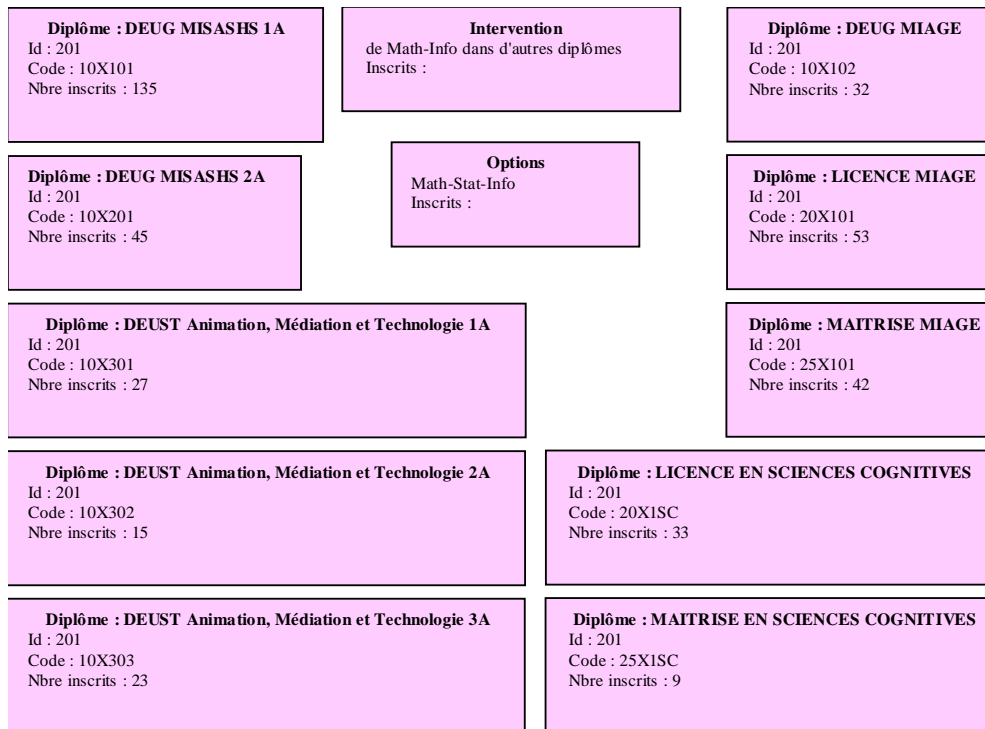 Diplôme : DEUG MISASHS 1A
Id : 201
Code : 10X101
Nbre inscrits : 135
Intervention
de Math-Info dans d'autres diplômes
Inscrits :
Diplôme : DEUG MIAGE
Id : 201
Code : 10X102
Nbre inscrits : 32
Diplôme : DEUG MISASHS 2A
Id : 201
Code : 10X201
Nbre inscrits : 45
Options
Math-Stat-Info
Inscrits :
Diplôme : LICENCE MIAGE
Id : 201
Code : 20X101
Nbre inscrits : 53
Diplôme : DEUST Animation, Médiation et Technologie 1A
Id : 201
Code : 10X301
Nbre inscrits : 27
Diplôme : MAITRISE MIAGE
Id : 201
Code : 25X101
Nbre inscrits : 42
Diplôme : DEUST Animation, Médiation et Technologie 2A
Id : 201
Code : 10X302
Nbre inscrits : 15
Diplôme : LICENCE EN SCIENCES COGNITIVES
Id : 201
Code : 20X1SC
Nbre inscrits : 33
Diplôme : DEUST Animation, Médiation et Technologie 3A
Id : 201
Code : 10X303
Nbre inscrits : 23
Diplôme : MAITRISE EN SCIENCES COGNITIVES
Id : 201
Code : 25X1SC
Nbre inscrits : 9